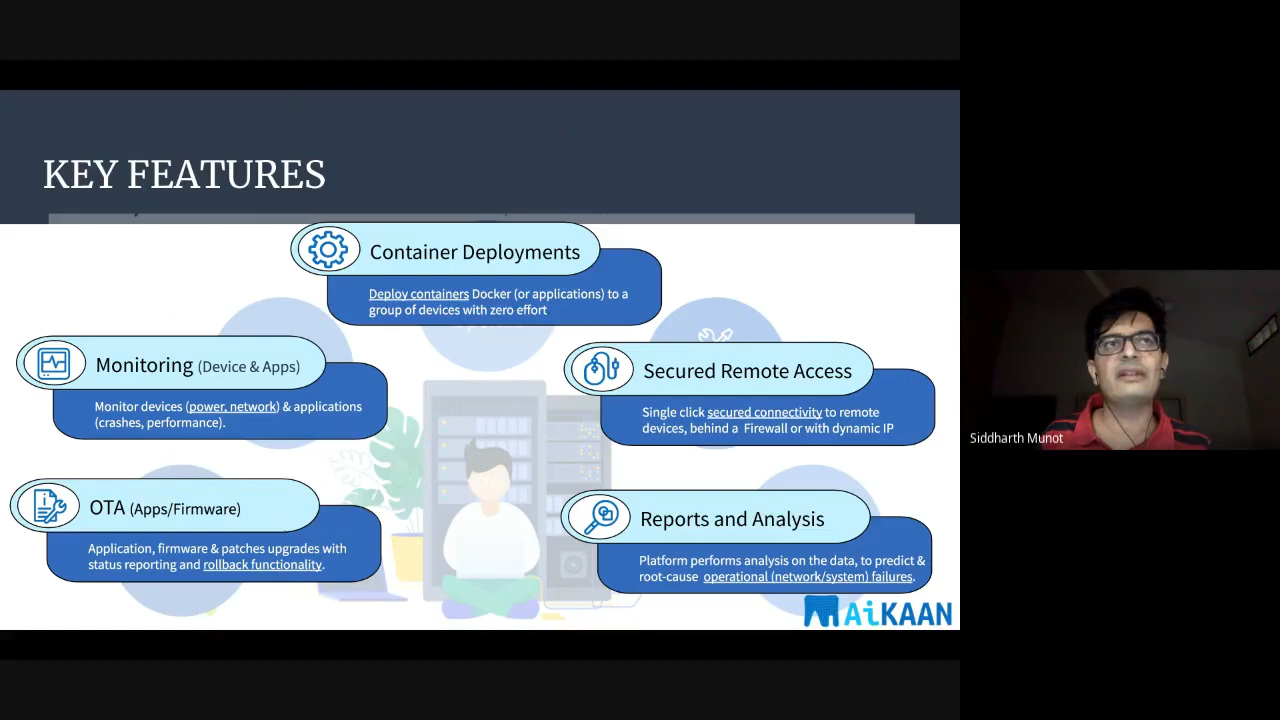 KEY FEATURES
Container Deployments
Deploy containers Docker (or applications) to a
group of devices with zero effort
Monitoring (Device & Apps)
Monitor devices (power, network) & applications
(crashes, performance).
Secured Remote Access
Single click secured connectivity to remote
devices, behind a Firewall or with dynamic IP
Siddharth Munot
OTA (Apps/Firmware)
Application, firmware & patches upgrades with
status reporting and rollback functionality.
Reports and Analysis
Platform performs analysis on the data, to predict &
root-cause operational (network/system) failures.
AiKAAN